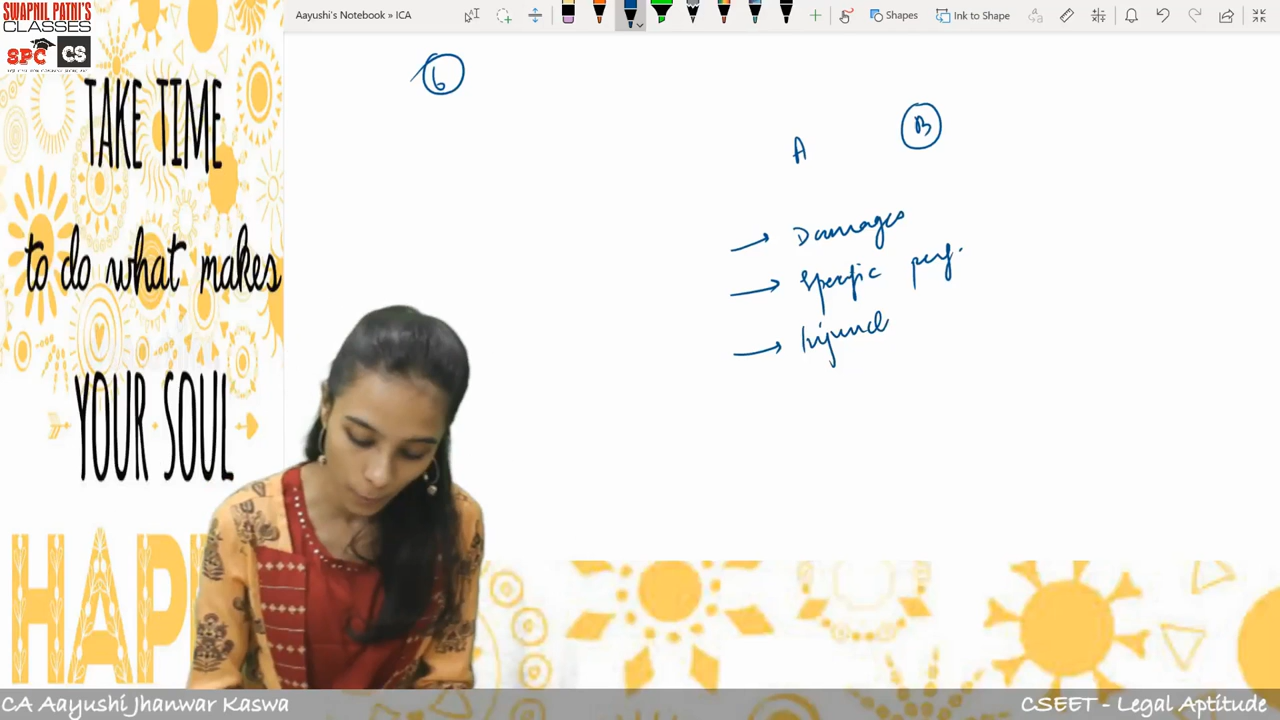 SWAPNIL PATNI'S
CLASSES
SPC CS
Aayushi's Notebook » ICA
Shapes
Ink to Shape
TAKE TIME
to do what makes
YOUR SOUL
HAPP
6
A
B
Damages
Specific perf.
Injunct
CA Aayushi Jhanwar Kaswa
CSEET - Legal Aptitude